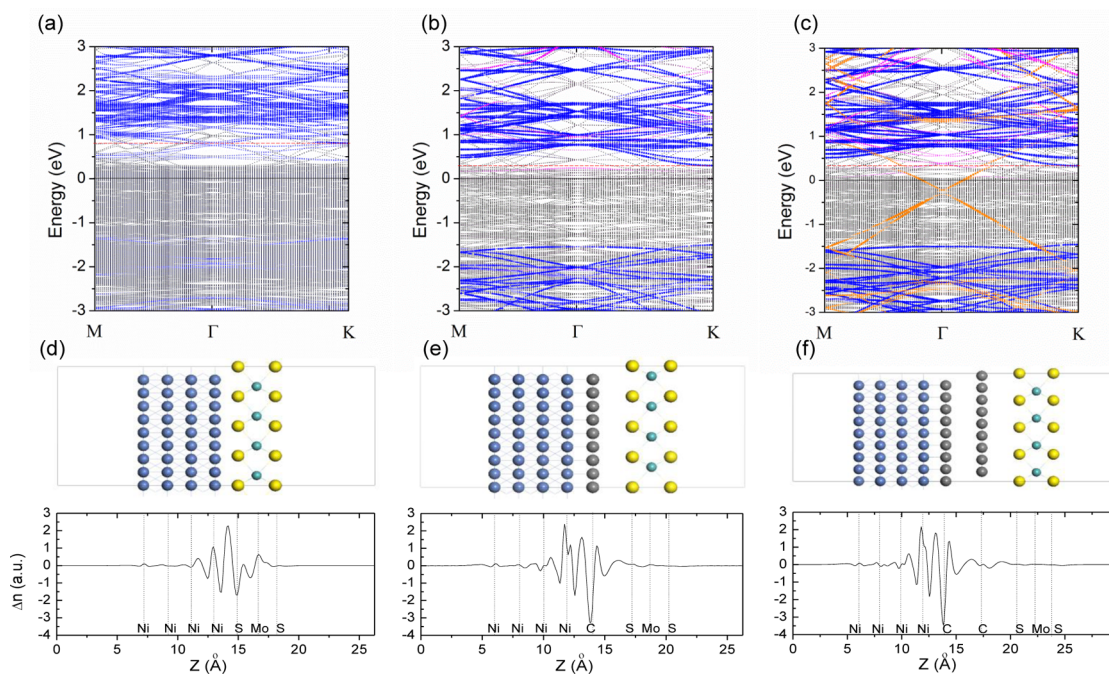 (a) (b) (c)
3 3 3
2 2 2
1 1 1
0 0 0
-1 -1 -1
-2 -2 -2
-3 -3 -3
Energy (eV) Energy (eV) Energy (eV)
M Γ K M Γ K M Γ K
(d) (e) (f)
3 3 3
2 2 2
1 1 1
0 0 0
-1 -1 -1
-2 -2 -2
-3 -3 -3
-4 -4 -4
Δn (a.u.)
Ni Ni Ni Ni S Mo S Ni Ni Ni Ni C S Mo S Ni Ni Ni Ni C C S Mo S
0 5 10 15 20 25 0 5 10 15 20 25 0 5 10 15 20 25
Z (Å) Z (Å) Z (Å)